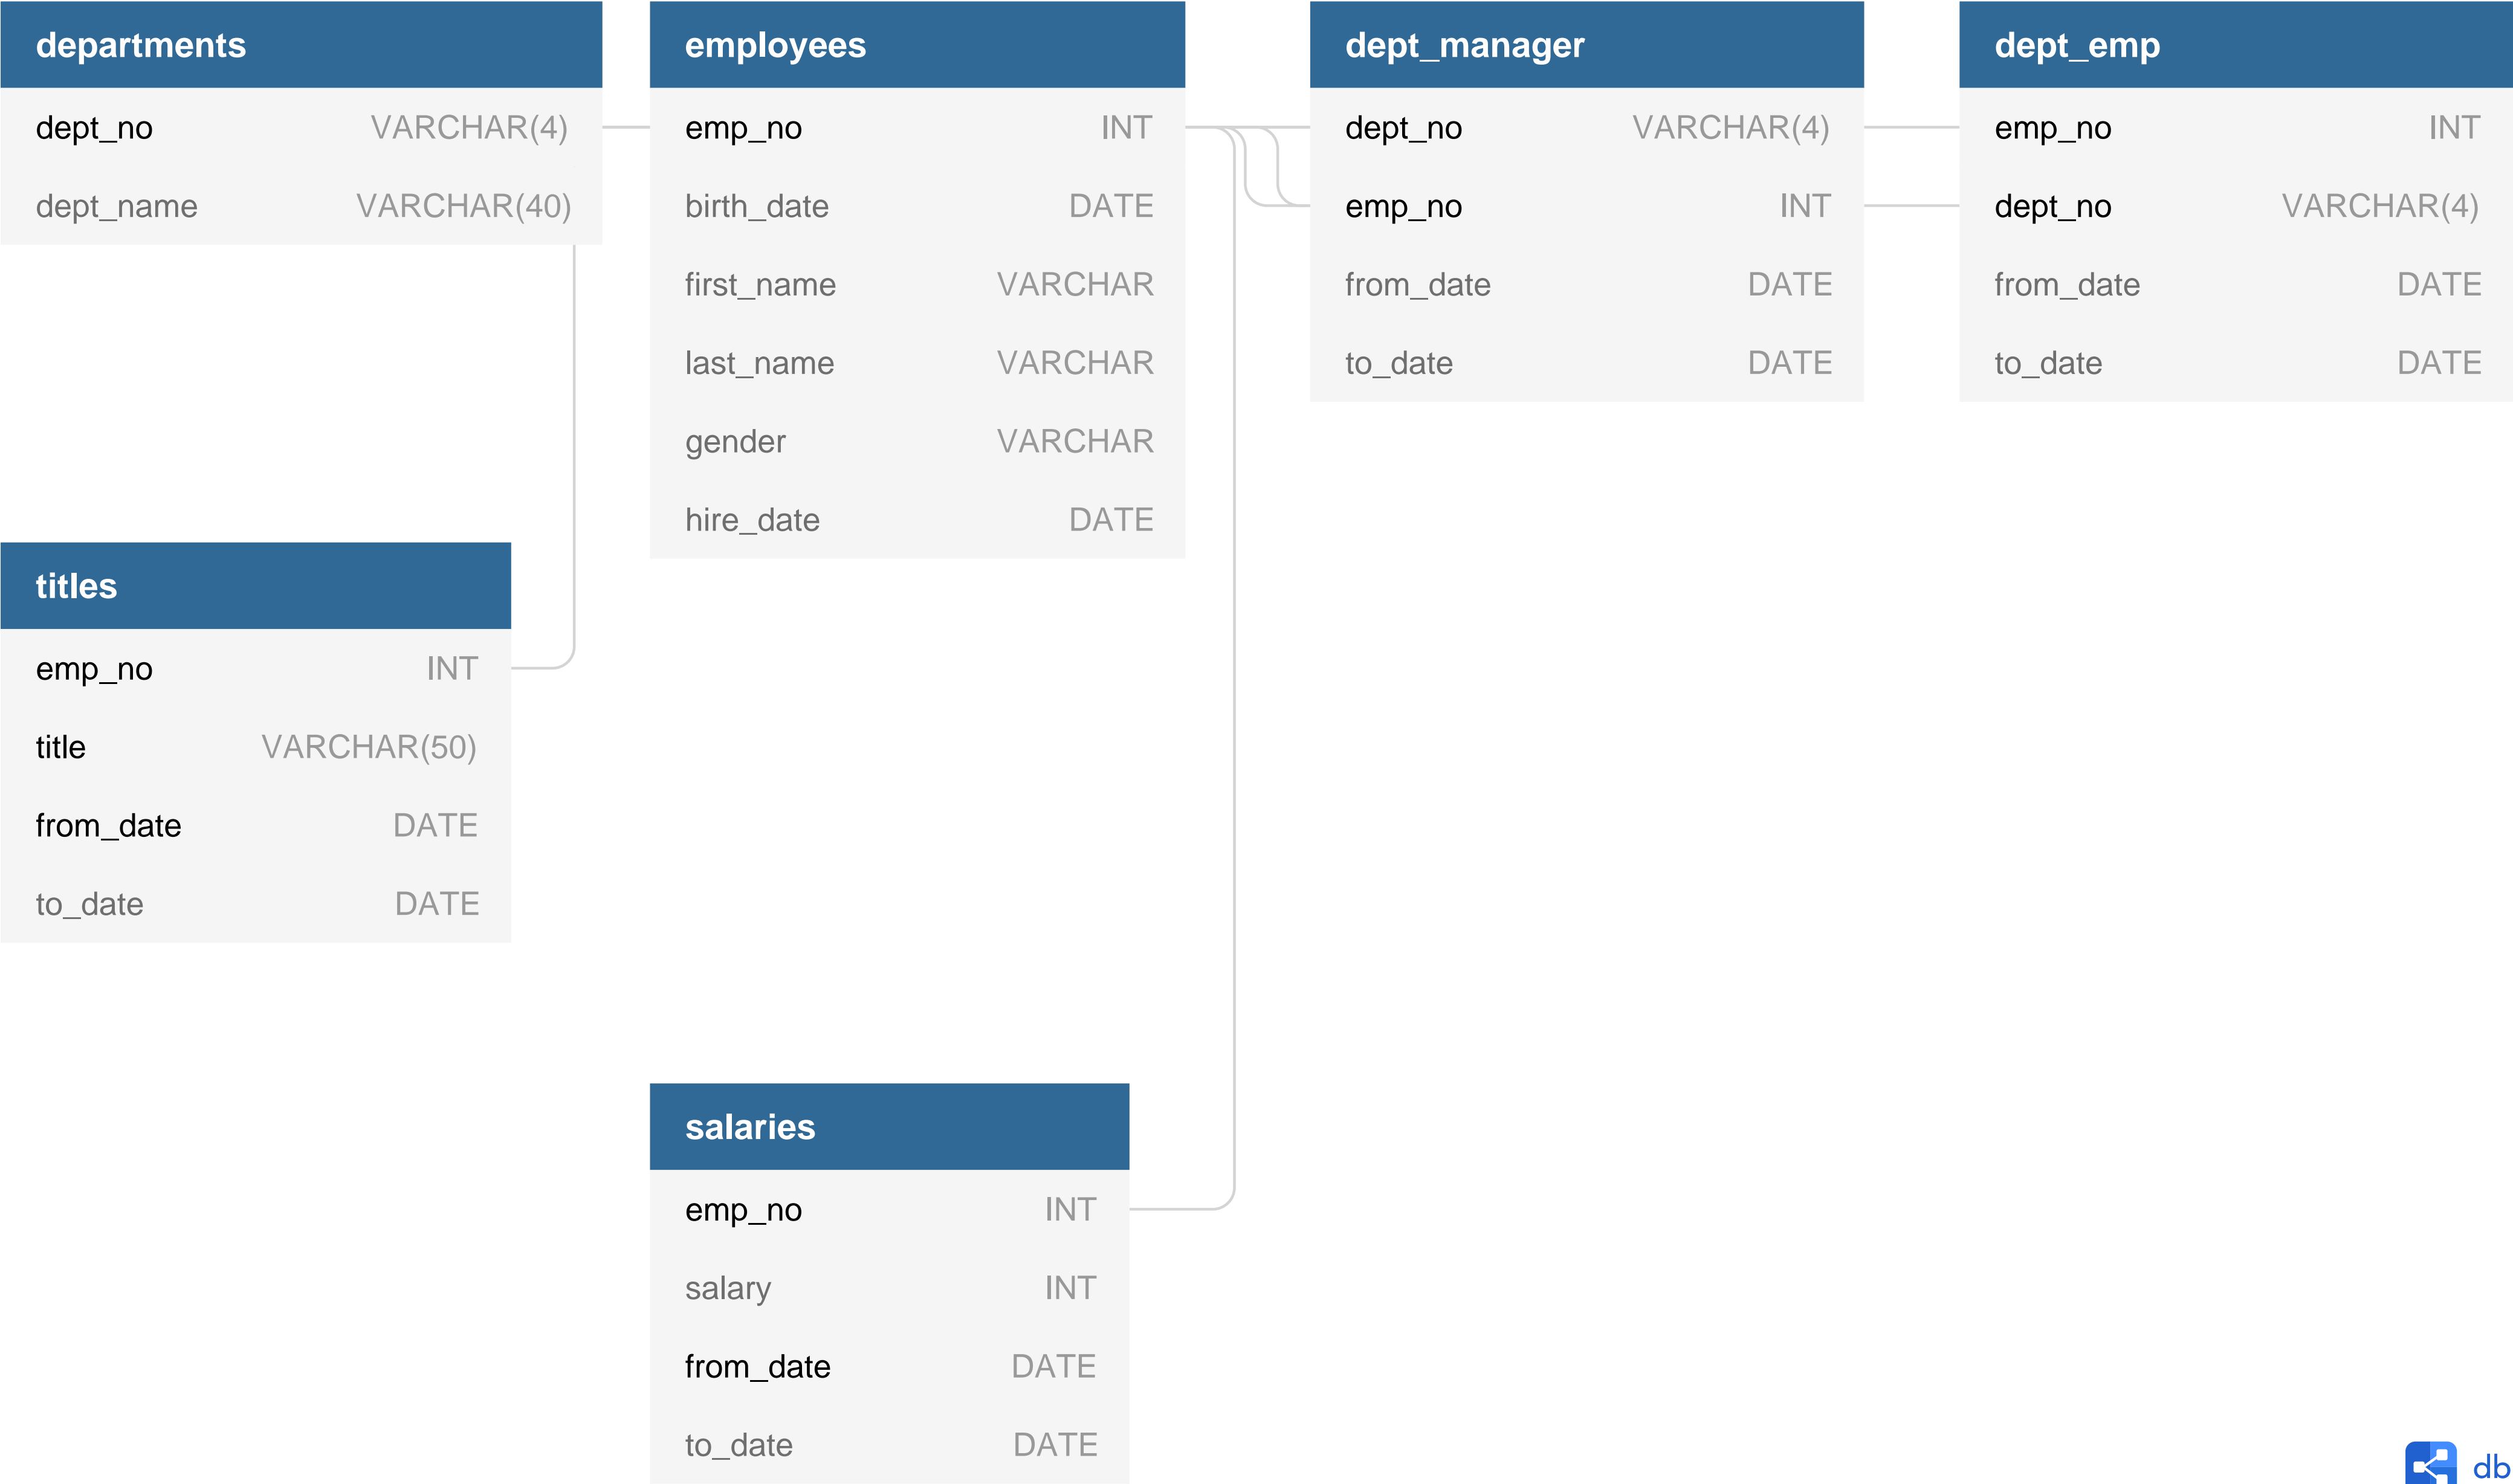 departments
dept_no VARCHAR(4)
dept_name VARCHAR(40)
employees
emp_no INT
birth_date DATE
first_name VARCHAR
last_name VARCHAR
gender VARCHAR
hire_date DATE
dept_manager
dept_no VARCHAR(4)
emp_no INT
from_date DATE
to_date DATE
dept_emp
emp_no INT
dept_no VARCHAR(4)
from_date DATE
to_date DATE
titles
emp_no INT
title VARCHAR(50)
from_date DATE
to_date DATE
salaries
emp_no INT
salary INT
from_date DATE
to_date DATE
db